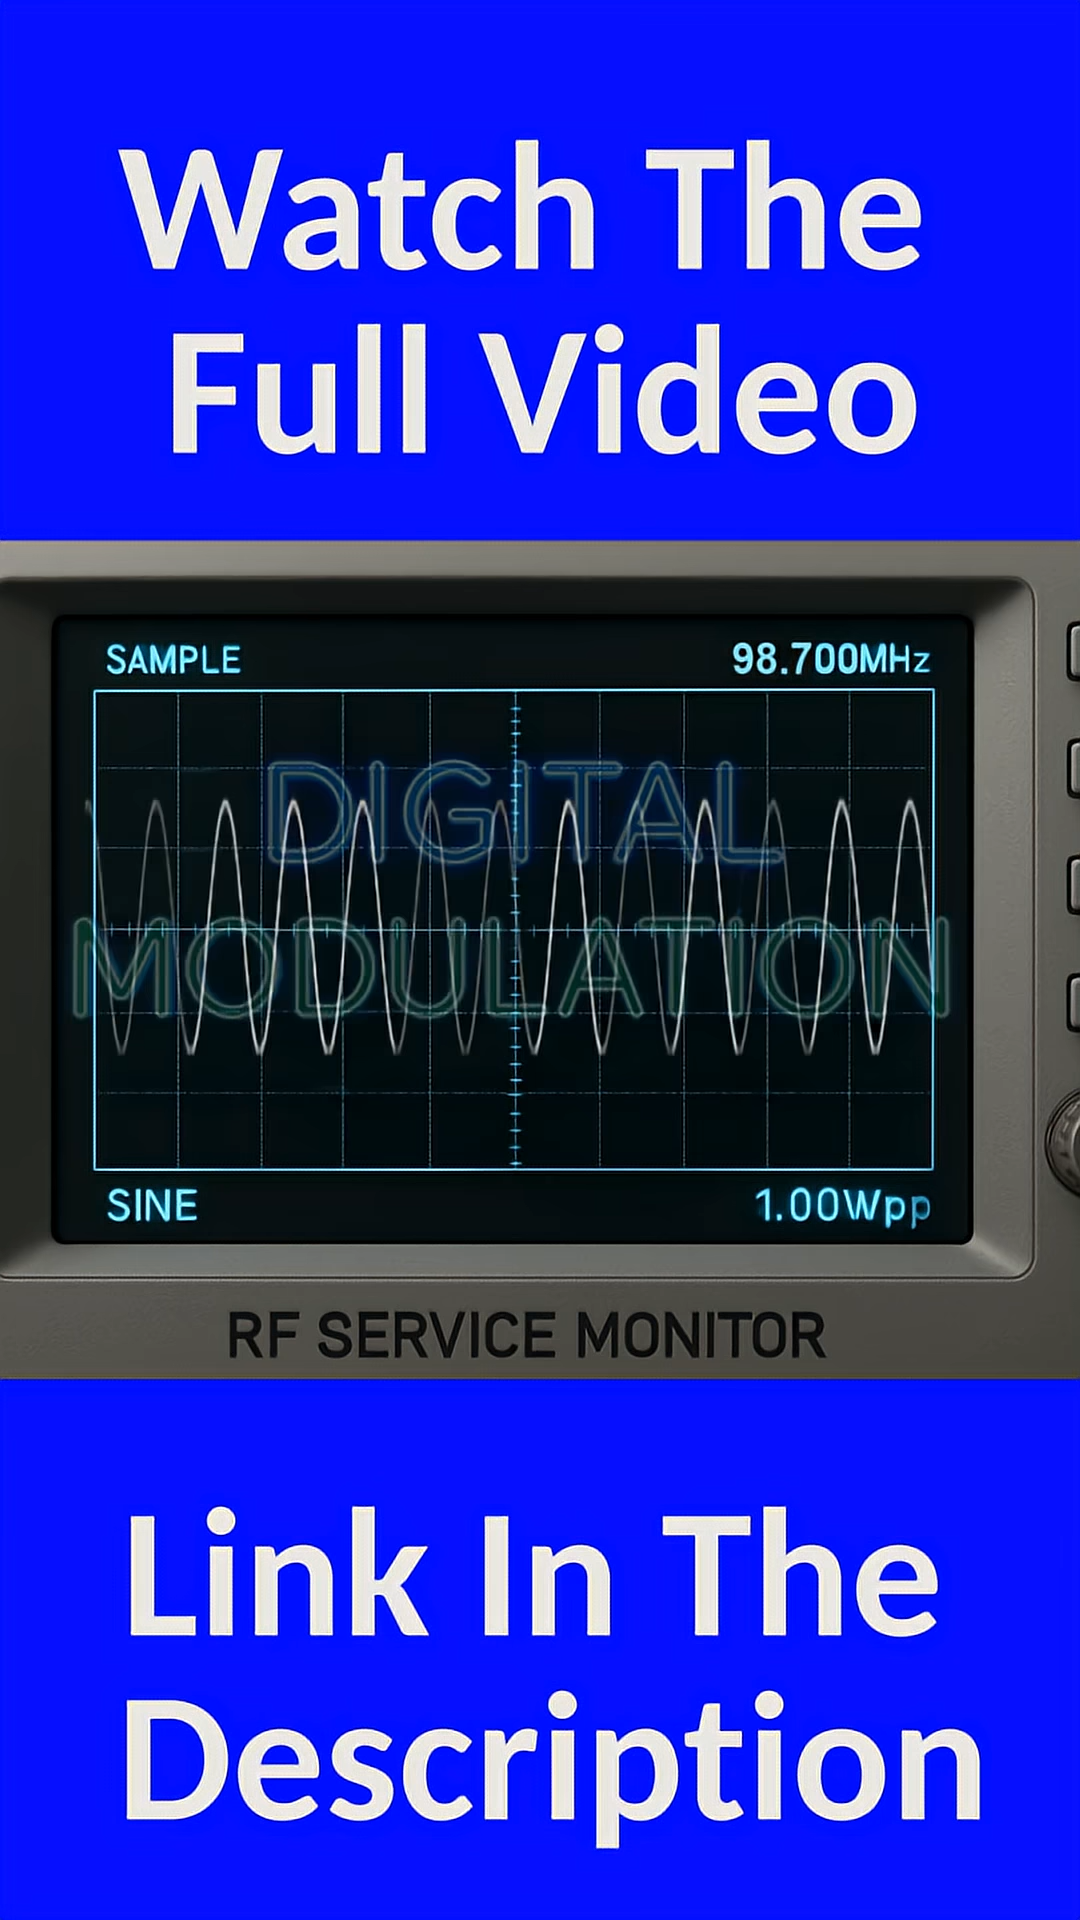 Watch The
Full Video
SAMPLE 98.700MHz
DIGITAL
MODULATION
SINE 1.00Wpp
RF SERVICE MONITOR
Link In The
Description